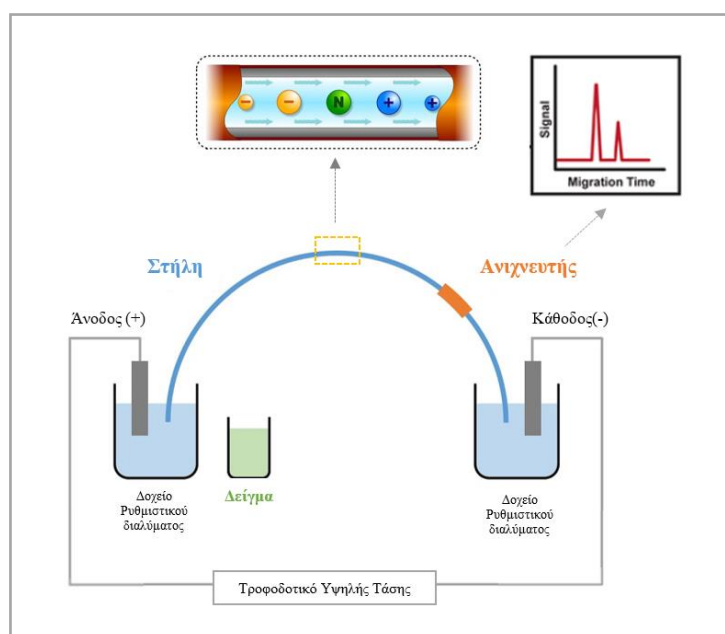 − − N + +
Signal
Migration Time
Στήλη
Ανιχνευτής
Άνοδος (+)
Κάθοδος(-)
Δοχείο
Ρυθμιστικού
διαλύματος
Δείγμα
Δοχείο
Ρυθμιστικού
διαλύματος
Τροφοδοτικό Υψηλής Τάσης